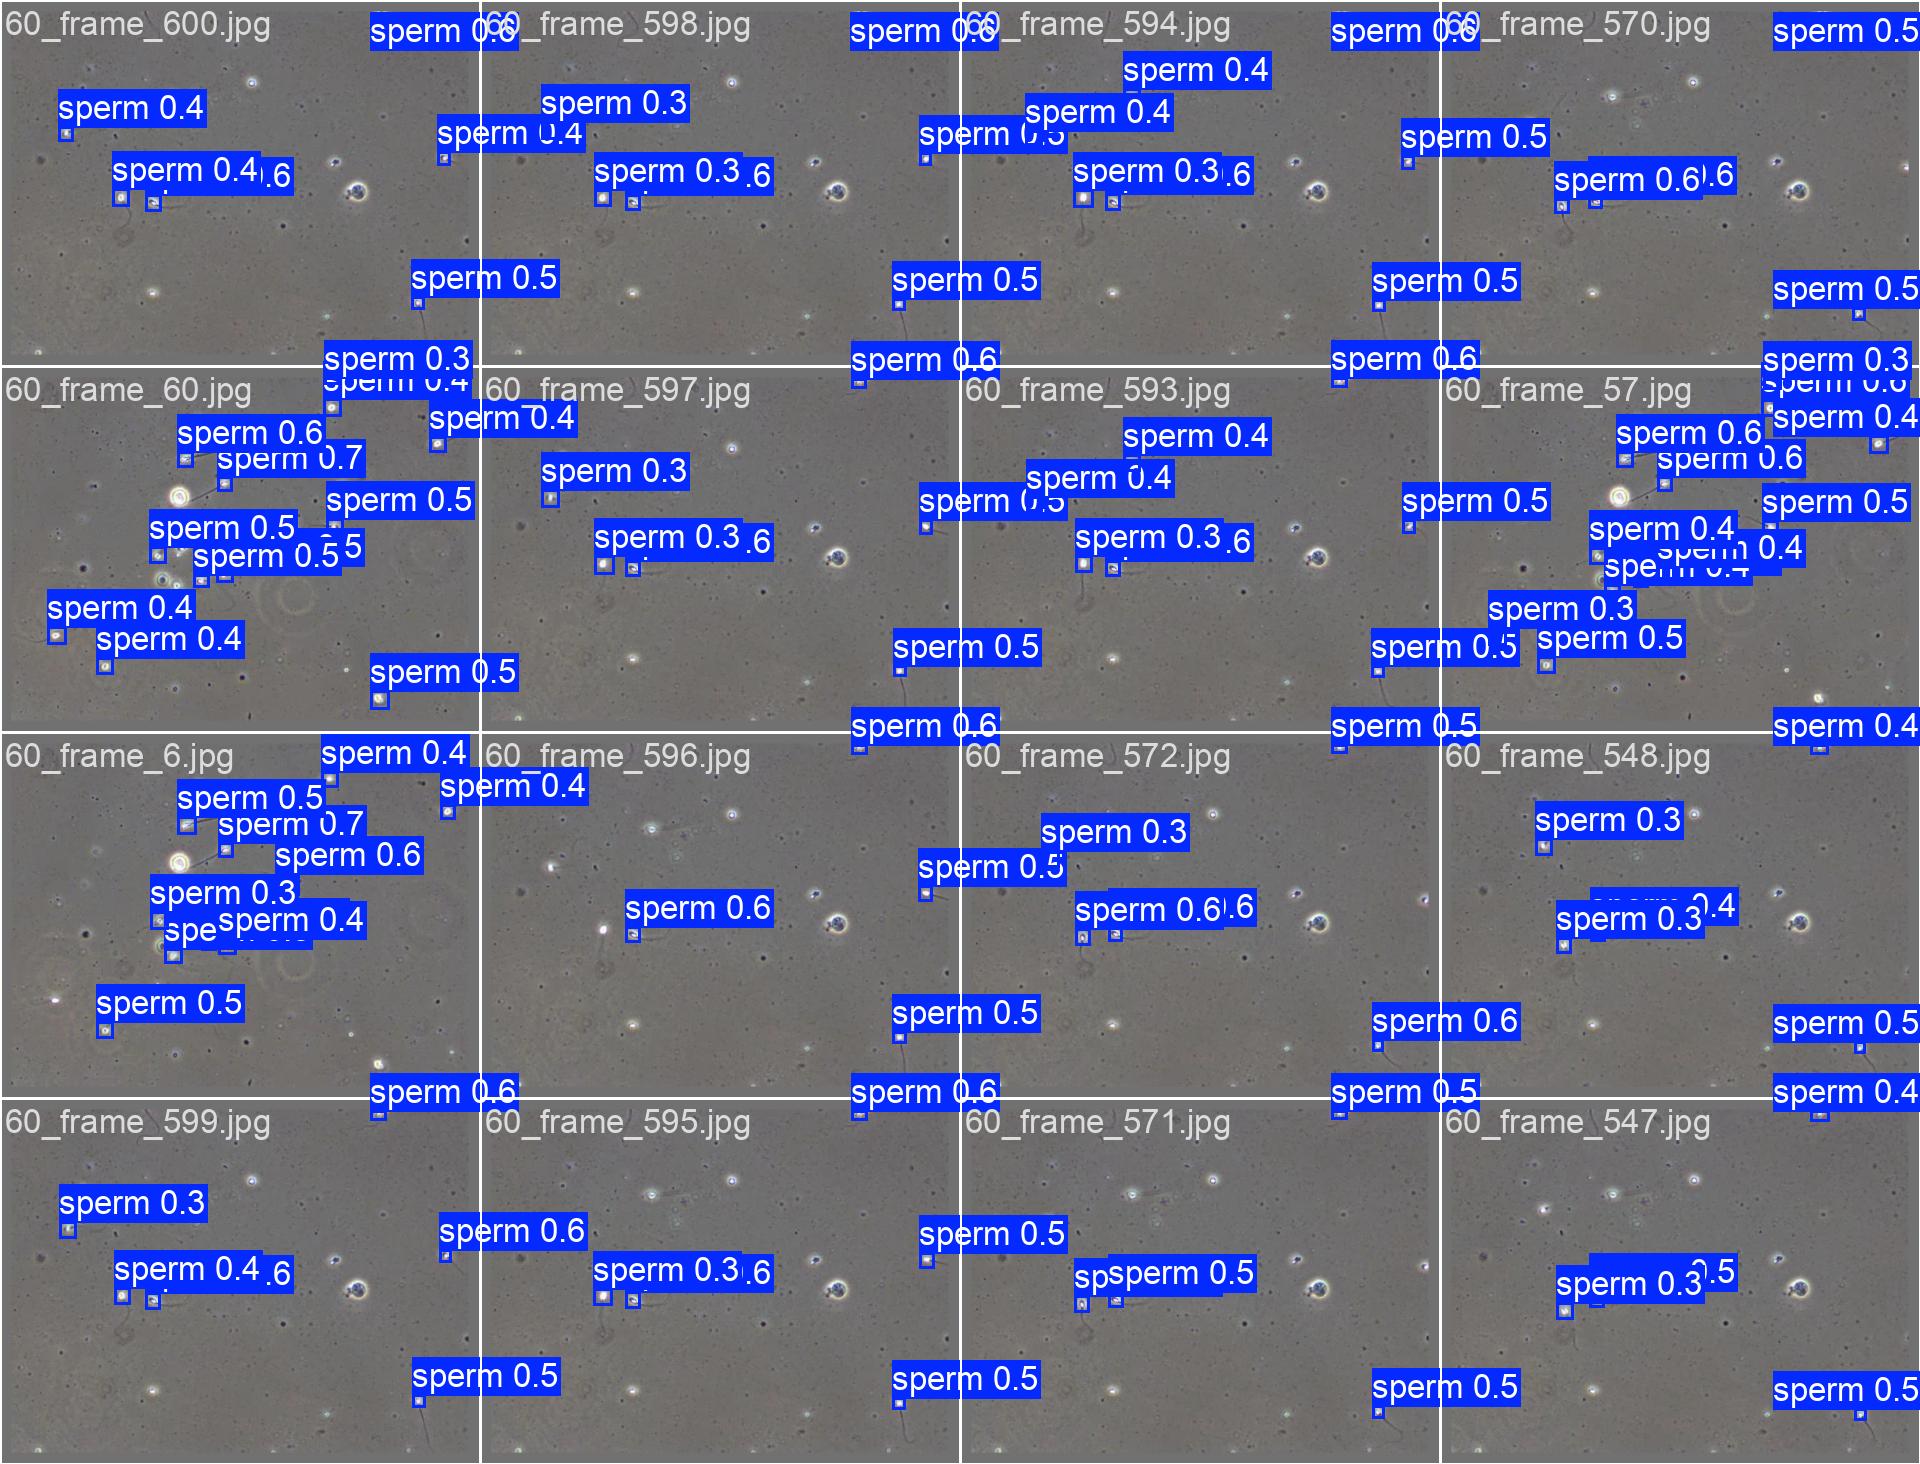 60_frame_600.jpg
sperm 0.6
sperm 0.4
sperm 0.4
.6
sperm 0.5
60_frame_598.jpg
sperm 0.6
sperm 0.3
sperm 0.4
sperm 0.3
.6
sperm 0.5
60_frame_594.jpg
sperm 0.6
sperm 0.4
sperm 0.4
sperm 0.5
sperm 0.3
.6
sperm 0.5
60_frame_570.jpg
sperm 0.5
sperm 0.5
sperm 0.6
.6
sperm 0.5
60_frame_60.jpg
sperm 0.3
sperm 0.4
sperm 0.4
sperm 0.6
sperm 0.7
sperm 0.5
sperm 0.5
sperm 0.5
5
sperm 0.4
sperm 0.4
sperm 0.5
60_frame_597.jpg
sperm 0.6
sperm 0.3
sperm 0.3
.6
sperm 0.5
sperm 0.5
60_frame_593.jpg
sperm 0.6
sperm 0.4
sperm 0.4
sperm 0.5
sperm 0.3
.6
sperm 0.5
60_frame_57.jpg
sperm 0.3
sperm 0.6
sperm 0.4
sperm 0.6
sperm 0.6
sperm 0.5
sperm 0.4
sperm 0.4
sperm 0.4
sperm 0.3
sperm 0.5
60_frame_6.jpg
sperm 0.4
sperm 0.4
sperm 0.5
sperm 0.7
sperm 0.6
sperm 0.3
spe
sperm 0.4
sperm 0.5
60_frame_596.jpg
sperm 0.6
sperm 0.5
sperm 0.6
sperm 0.5
60_frame_572.jpg
sperm 0.5
sperm 0.3
sperm 0.6
.6
sperm 0.6
60_frame_548.jpg
sperm 0.4
sperm 0.3
0.4
sperm 0.3
sperm 0.5
60_frame_599.jpg
sperm 0.6
sperm 0.3
sperm 0.6
sperm 0.4
.6
sperm 0.5
60_frame_595.jpg
sperm 0.6
sperm 0.5
sperm 0.3
.6
sperm 0.5
60_frame_571.jpg
sperm 0.5
sp
sperm 0.5
sperm 0.5
60_frame_547.jpg
sperm 0.4
0.5
sperm 0.3
sperm 0.5